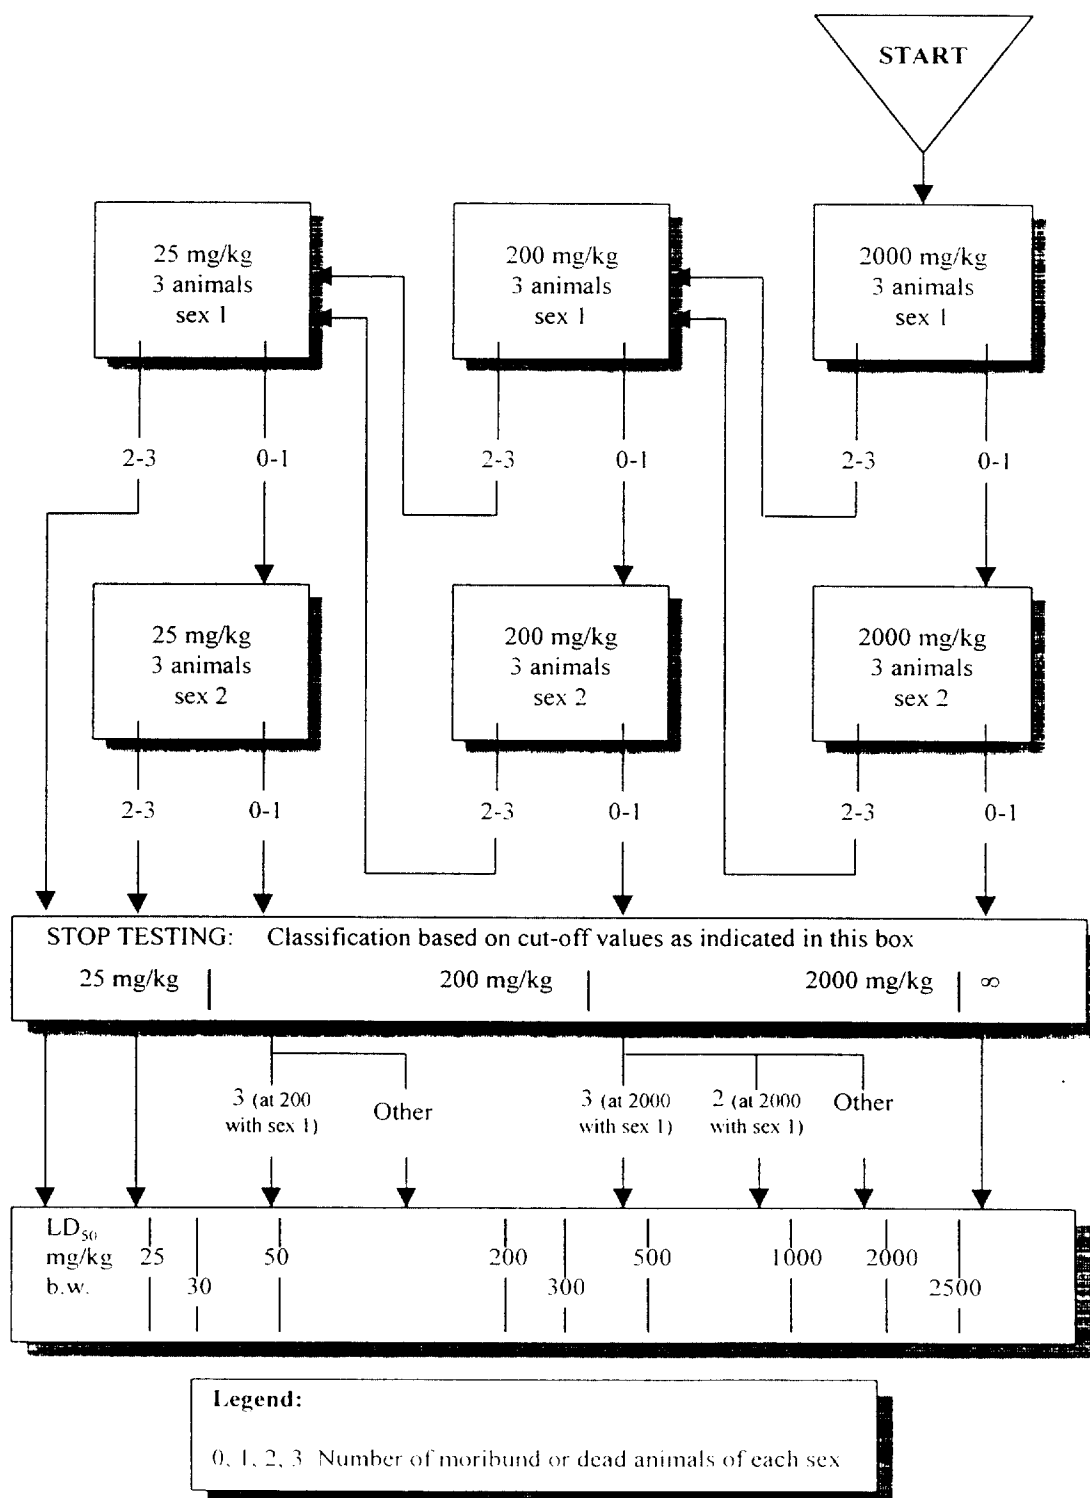 START
25 mg/kg
3 animals
sex 1
200 mg/kg
3 animals
sex 1
2000 mg/kg
3 animals
sex 1
2-3
0-1
2-3
0-1
2-3
0-1
25 mg/kg
3 animals
sex 2
200 mg/kg
3 animals
sex 2
2000 mg/kg
3 animals
sex 2
2-3
0-1
2-3
0-1
2-3
0-1
STOP TESTING: Classification based on cut-off values as indicated in this box
25 mg/kg 200 mg/kg 2000 mg/kg ∞
3 (at 200
with sex 1)
Other
3 (at 2000
with sex 1)
2 (at 2000
with sex 1)
Other
LD50
mg/kg 25 50 200 500 1000 2000
b.w. 30 300 2500
Legend:
0, 1, 2, 3 Number of moribund or dead animals of each sex